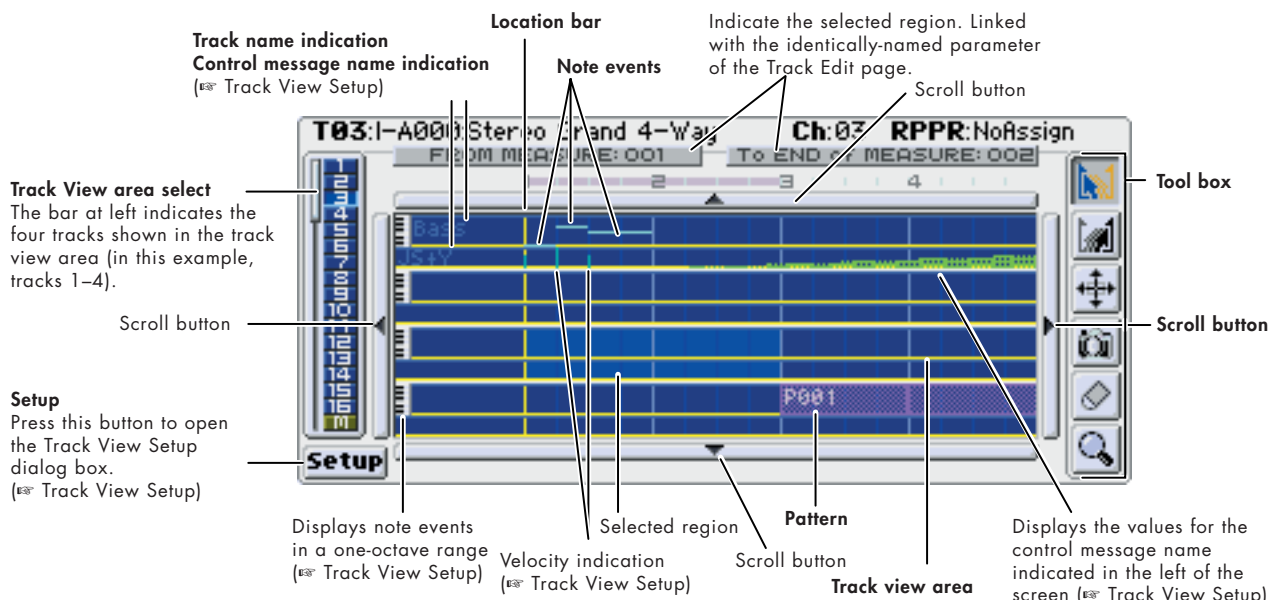 Location bar
Indicate the selected region. Linked
with the identically-named parameter
of the Track Edit page.
Track name indication
Control message name indication
(☞ Track View Setup)
Note events
Scroll button
T03:I-A000:Stereo Grand 4-Way Ch:03 RPPR:NoAssign
FROM MEASURE: 001 To END of MEASURE: 002
2 3 4
Track View area select
The bar at left indicates the
four tracks shown in the track
view area (in this example,
tracks 1–4).
Scroll button
1
2
3
4
5
6
7
8
9
10
11
12
13
14
15
16
M
Bass
JS+Y
P001
Tool box
Scroll button
Setup
Press this button to open
the Track View Setup
dialog box.
(☞ Track View Setup)
Setup
Displays note events
in a one-octave range
(☞ Track View Setup)
Velocity indication
(☞ Track View Setup)
Selected region
Scroll button
Pattern
Track view area
Displays the values for the
control message name
indicated in the left of the
screen (☞ Track View Setup)